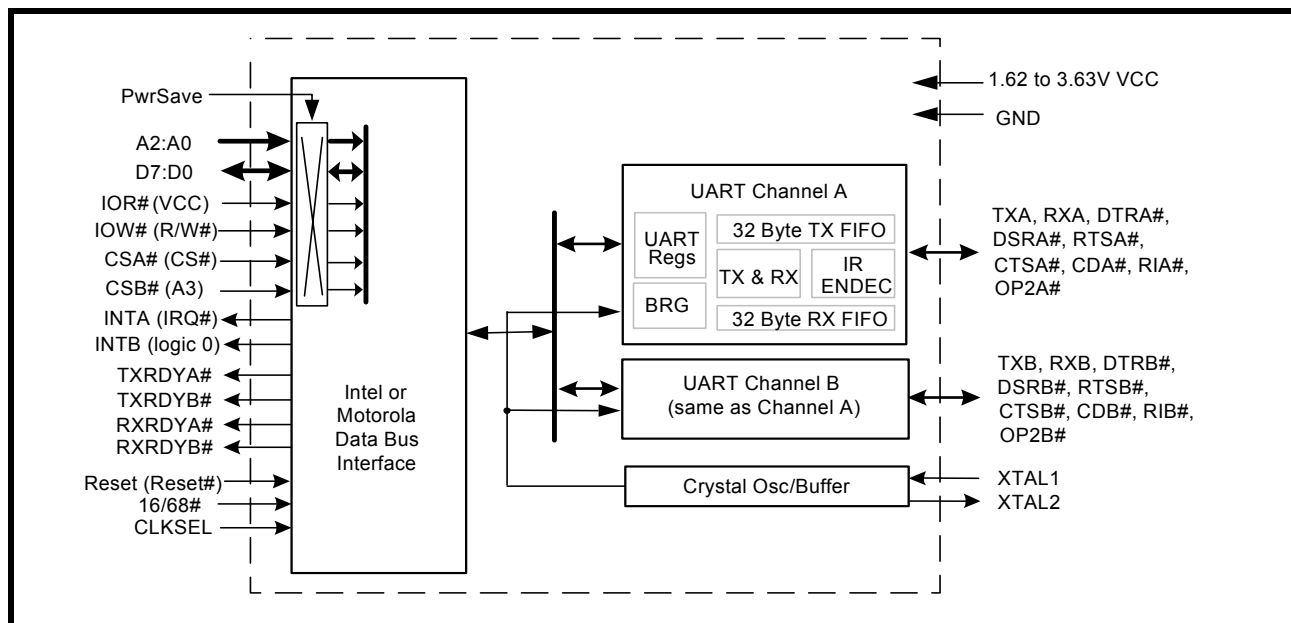 PwrSave
A2:A0
D7:D0
IOR# (VCC)
IOW# (R/W#)
CSA# (CS#)
CSB# (A3)
INTA (IRQ#)
INTB (logic 0)
TXRDYA#
TXRDYB#
RXRDYA#
RXRDYB#
Reset (Reset#)
16/68#
CLKSEL
Intel or
Motorola
Data Bus
Interface
UART Channel A
UART
Regs
BRG
32 Byte TX FIFO
TX & RX
IR
ENDEC
32 Byte RX FIFO
UART Channel B
(same as Channel A)
Crystal Osc/Buffer
1.62 to 3.63V VCC
GND
TXA, RXA, DTRA#,
DSRA#, RTSA#,
CTSA#, CDA#, RIA#,
OP2A#
TXB, RXB, DTRB#,
DSRB#, RTSB#,
CTSB#, CDB#, RIB#,
OP2B#
XTAL1
XTAL2